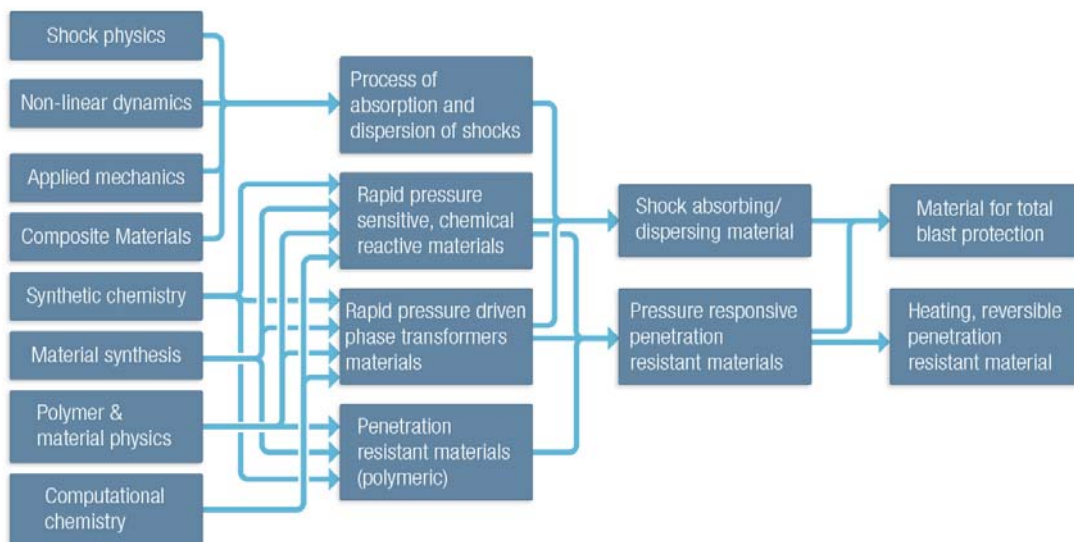 Shock physics
Non-linear dynamics
Applied mechanics
Composite Materials
Synthetic chemistry
Material synthesis
Polymer &
material physics
Computational
chemistry
Process of
absorption and
dispersion of shocks
Rapid pressure
sensitive, chemical
reactive materials
Rapid pressure driven
phase transformers
materials
Penetration
resistant materials
(polymeric)
Shock absorbing/
dispersing material
Pressure responsive
penetration
resistant materials
Material for total
blast protection
Heating, reversible
penetration
resistant material